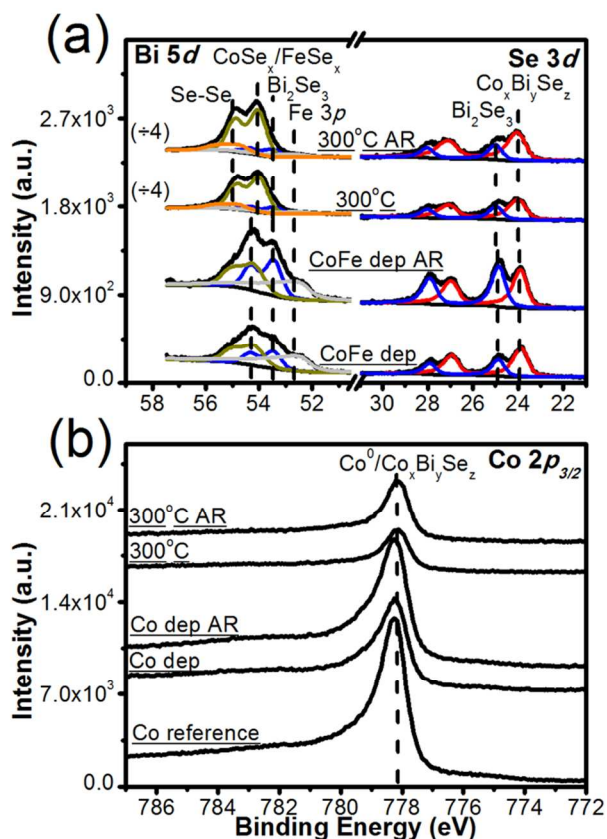 (a)
Bi 5d
CoSeₓ/FeSeₓ
Se 3d
Se-Se
Bi₂Se₃
Fe 3p
CoₓBiᵧSe_z
Bi₂Se₃
(÷4)
300°C AR
(÷4)
300°C
CoFe dep AR
CoFe dep
Intensity (a.u.)
2.7x10³
1.8x10³
9.0x10²
0.0
58 56 54 52 30 28 26 24 22
(b)
Co⁰/CoₓBiᵧSe_z
Co 2p₃/₂
300°C AR
300°C
Co dep AR
Co dep
Co reference
Intensity (a.u.)
2.1x10⁴
1.4x10⁴
7.0x10³
0.0
786 784 782 780 778 776 774 772
Binding Energy (eV)